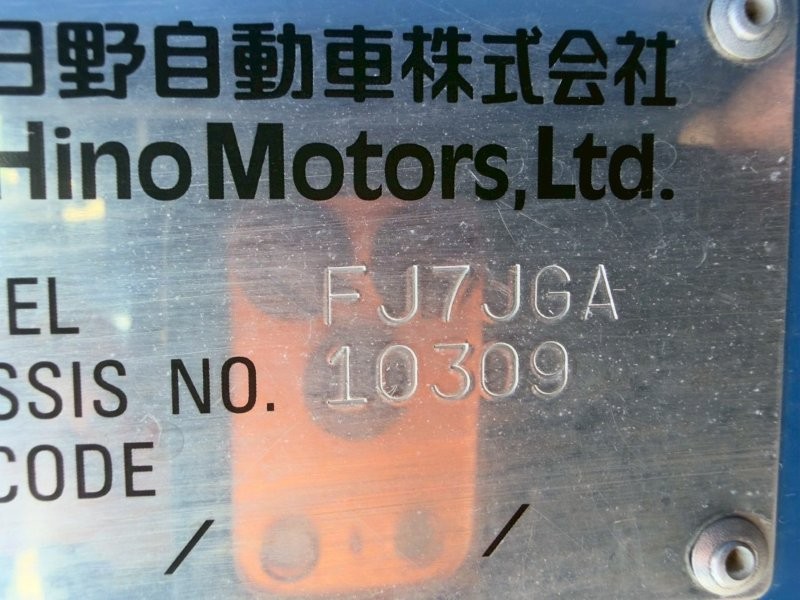 日野自動車株式会社
Hino Motors, Ltd.
EL FJ7JGA
SSIS NO. 10309
CODE
/ /